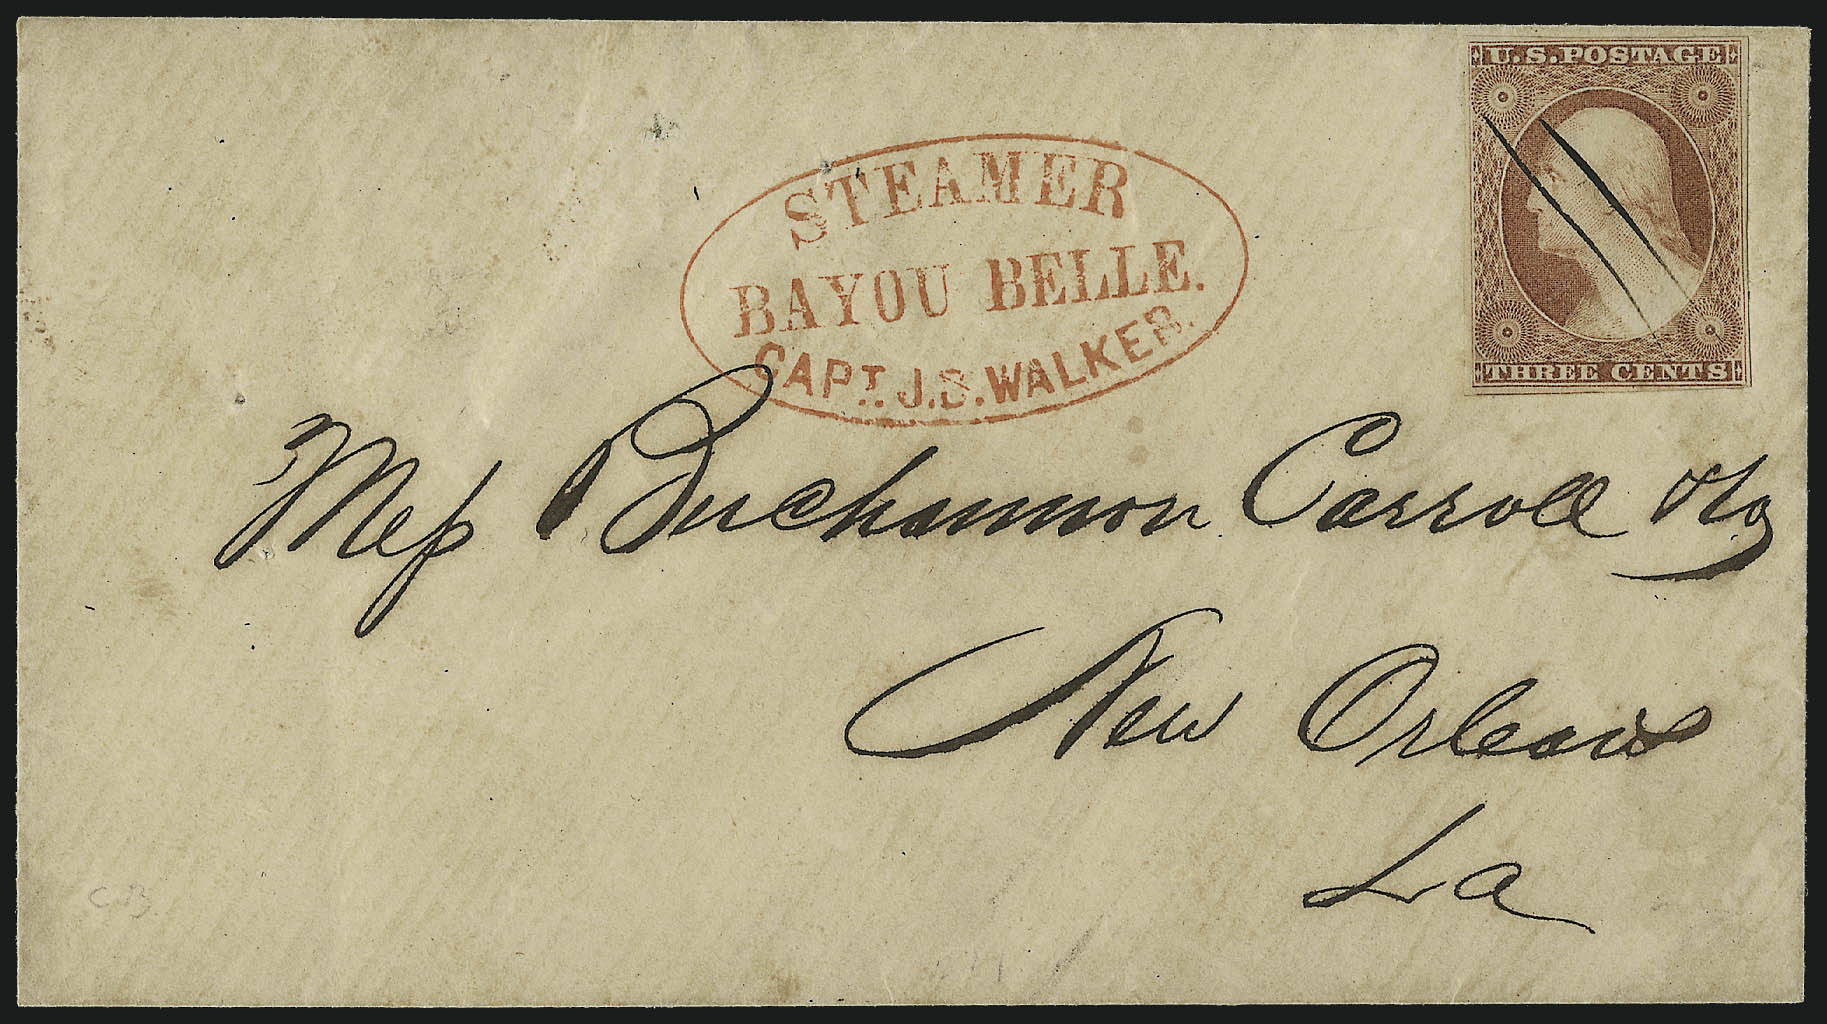 U.S. POSTAGE
THREE CENTS
STEAMER
BAYOU BELLE.
CAPT. J.S. WALKER.
Mess Buchannon Carroll & Co
New Orleans
La